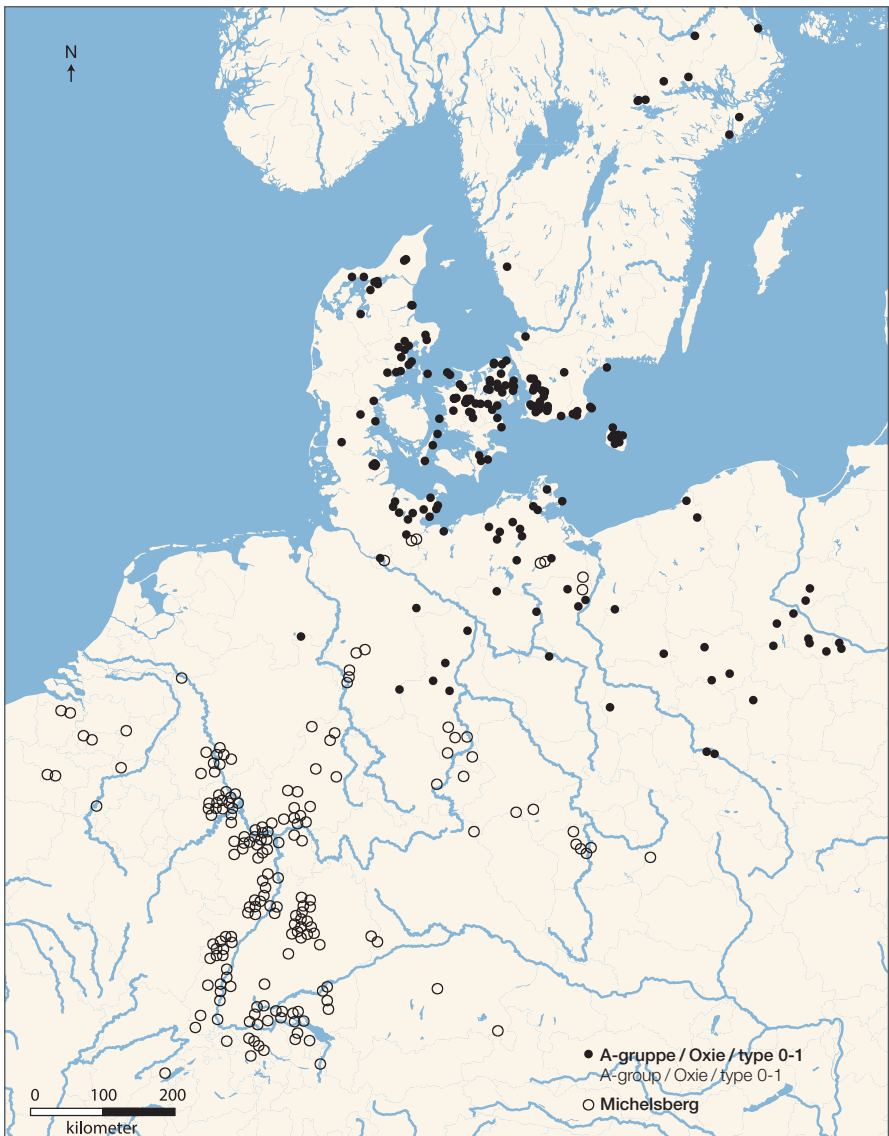 N
A-gruppe / Oxie / type 0-1
A-group / Oxie / type 0-1
Michelsberg
0 100 200
kilometer